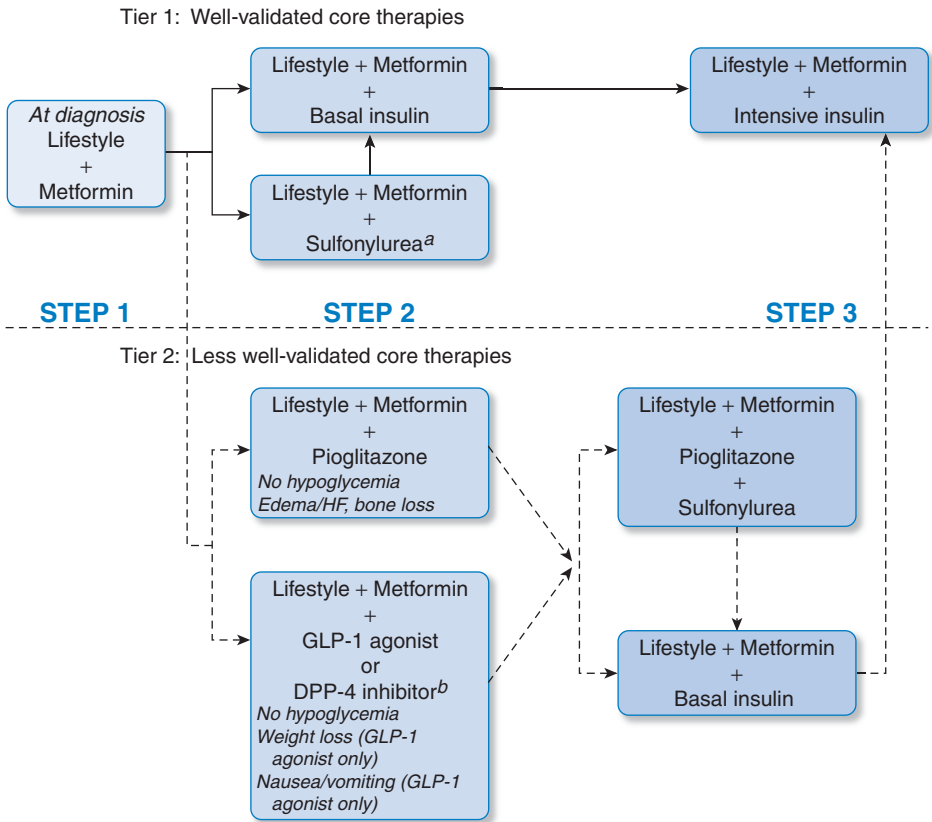 Tier 1: Well-validated core therapies
At diagnosis
Lifestyle
+
Metformin
Lifestyle + Metformin
+
Basal insulin
Lifestyle + Metformin
+
Sulfonylureaᵃ
Lifestyle + Metformin
+
Intensive insulin
STEP 1
STEP 2
STEP 3
Tier 2: Less well-validated core therapies
Lifestyle + Metformin
+
Pioglitazone
No hypoglycemia
Edema/HF, bone loss
Lifestyle + Metformin
+
GLP-1 agonist
or
DPP-4 inhibitorᵇ
No hypoglycemia
Weight loss (GLP-1
agonist only)
Nausea/vomiting (GLP-1
agonist only)
Lifestyle + Metformin
+
Pioglitazone
+
Sulfonylurea
Lifestyle + Metformin
+
Basal insulin